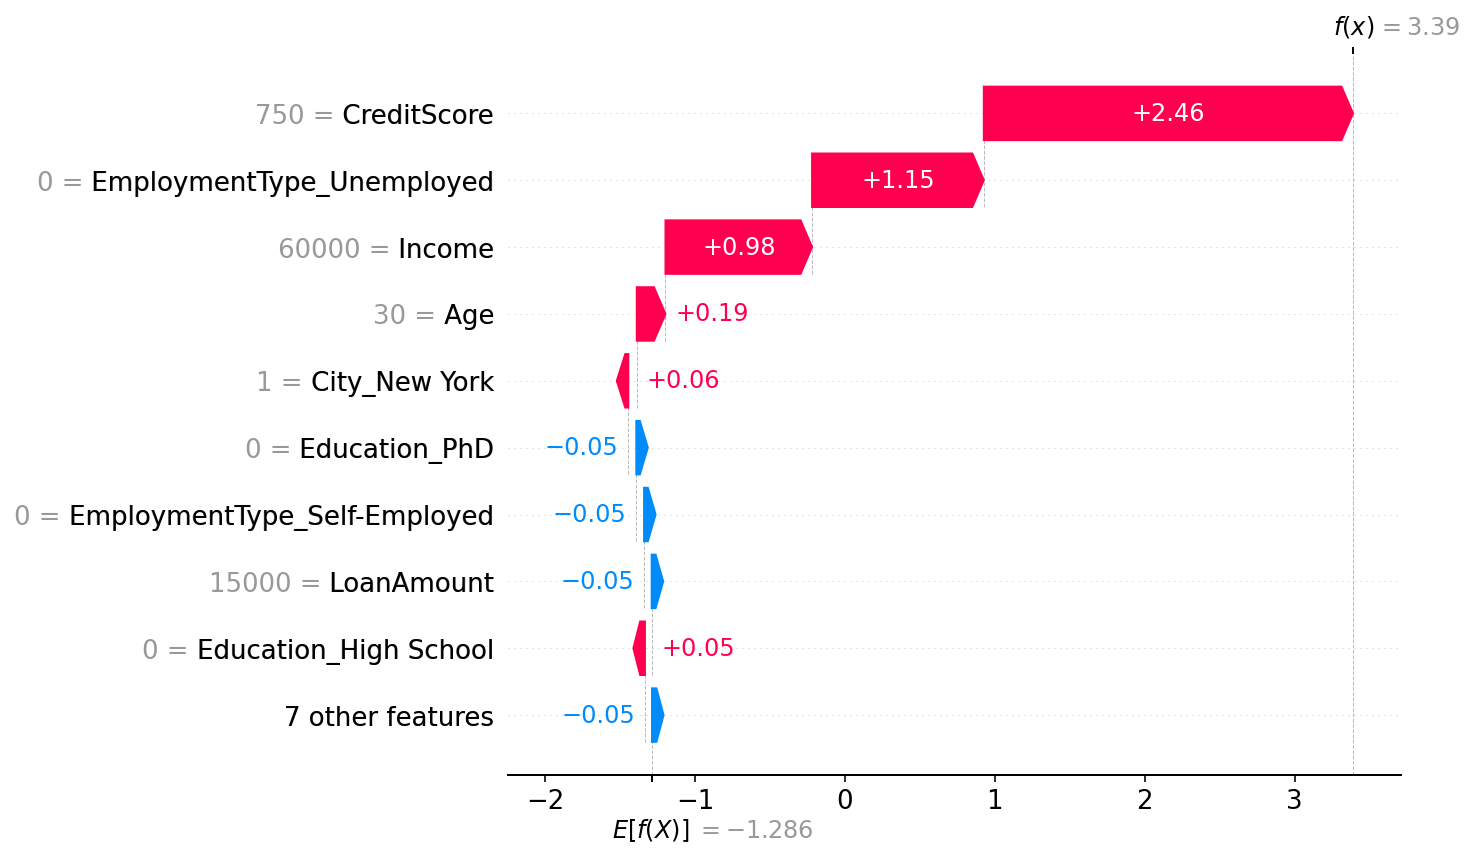 f(x) = 3.39
750 = CreditScore +2.46
0 = EmploymentType_Unemployed +1.15
60000 = Income +0.98
30 = Age +0.19
1 = City_New York +0.06
0 = Education_PhD −0.05
0 = EmploymentType_Self-Employed −0.05
15000 = LoanAmount −0.05
0 = Education_High School +0.05
7 other features −0.05
−2 −1 0 1 2 3
E[f(X)] = −1.286